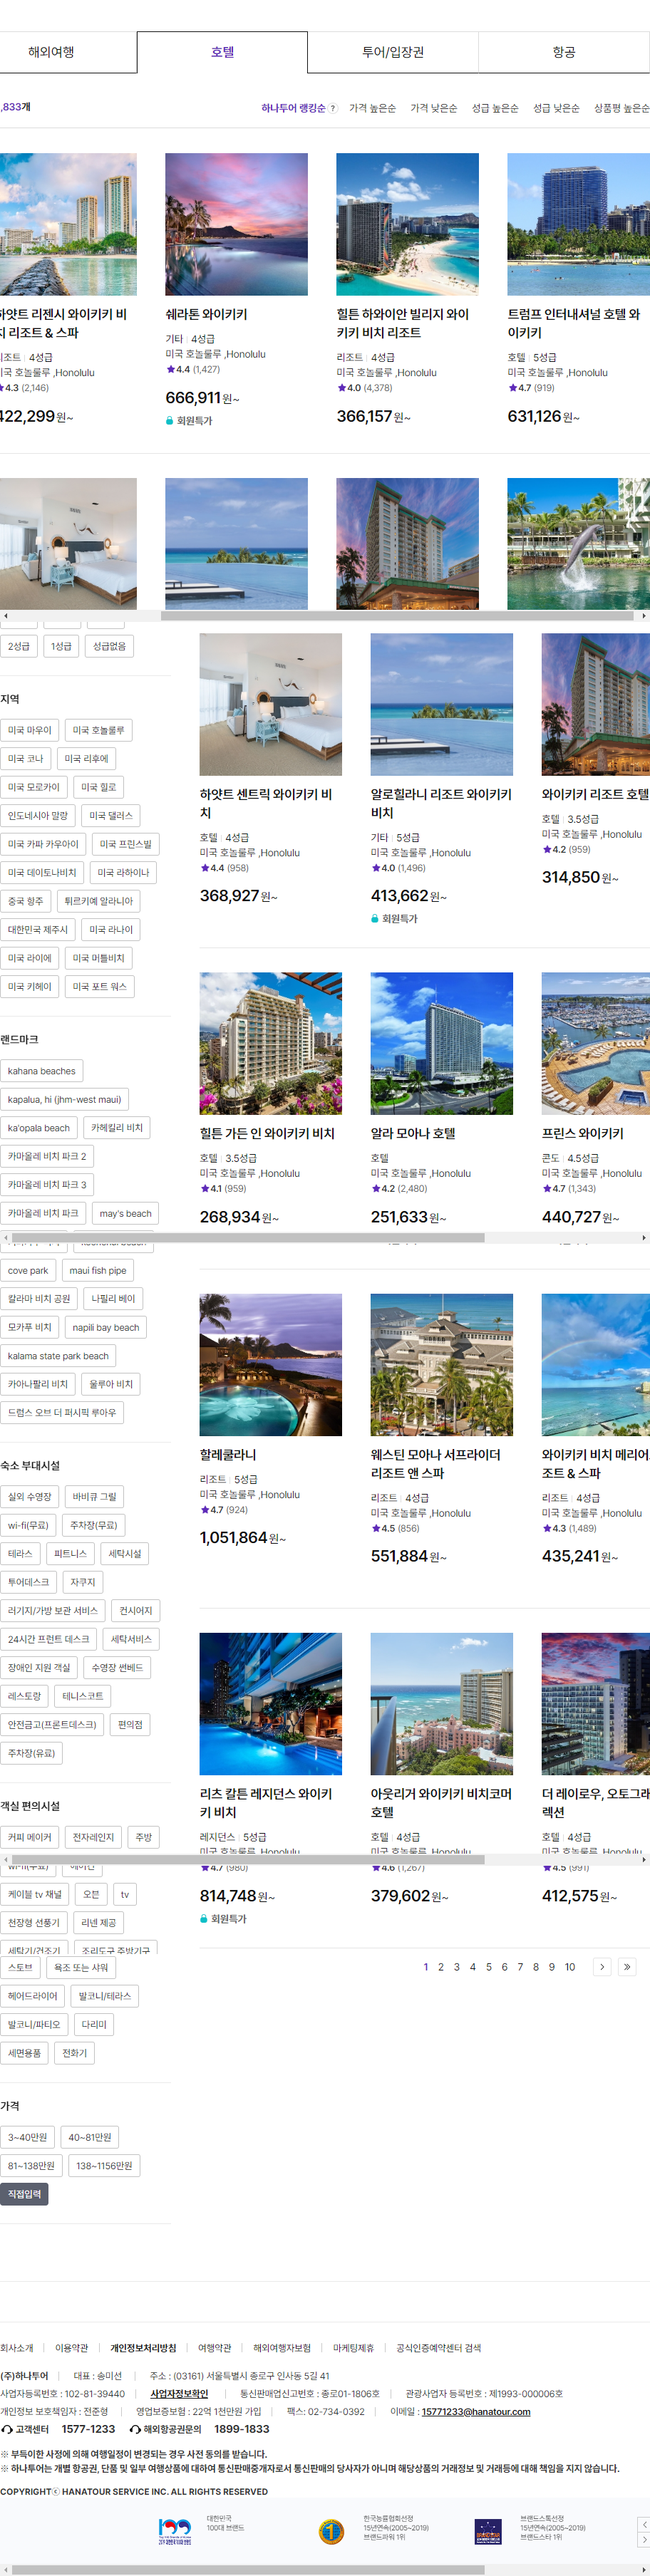 해외여행
호텔
투어/입장권
항공
,833개
하나투어 랭킹순 ?
가격 높은순
가격 낮은순
성급 높은순
성급 낮은순
상품평 높은순
하얏트 리젠시 와이키키 비
치 리조트 & 스파
리조트 4성급
미국 호놀룰루 ,Honolulu
4.3 (2,146)
422,299원~
쉐라톤 와이키키
기타 4성급
미국 호놀룰루 ,Honolulu
4.4 (1,427)
666,911원~
회원특가
힐튼 하와이안 빌리지 와이
키키 비치 리조트
리조트 4성급
미국 호놀룰루 ,Honolulu
4.0 (4,378)
366,157원~
트럼프 인터내셔널 호텔 와
이키키
호텔 5성급
미국 호놀룰루 ,Honolulu
4.7 (919)
631,126원~
2성급
1성급
성급없음
지역
미국 마우이
미국 호놀룰루
미국 코나
미국 리후에
미국 모로카이
미국 힐로
인도네시아 말랑
미국 댈러스
미국 카파 카우아이
미국 프린스빌
미국 데이토나비치
미국 라하이나
중국 항주
튀르키예 알라니아
대한민국 제주시
미국 라나이
미국 라이에
미국 머틀비치
미국 키헤이
미국 포트 워스
랜드마크
kahana beaches
kapalua, hi (jhm-west maui)
ka'opala beach
카헤킬리 비치
카마올레 비치 파크 2
카마올레 비치 파크 3
카마올레 비치 파크
may's beach
cove park
maui fish pipe
칼라마 비치 공원
나필리 베이
모카푸 비치
napili bay beach
kalama state park beach
카아나팔리 비치
울루아 비치
드럼스 오브 더 퍼시픽 루아우
숙소 부대시설
실외 수영장
바비큐 그릴
wi-fi(무료)
주차장(무료)
테라스
피트니스
세탁시설
투어데스크
자쿠지
러기지/가방 보관 서비스
컨시어지
24시간 프런트 데스크
세탁서비스
장애인 지원 객실
수영장 썬베드
레스토랑
테니스코트
안전금고(프론트데스크)
편의점
주차장(유료)
객실 편의시설
커피 메이커
전자레인지
주방
wi-fi(무료)
에어컨
케이블 tv 채널
오븐
tv
천장형 선풍기
리넨 제공
세탁기/건조기
조리도구 주방기구
스토브
욕조 또는 샤워
헤어드라이어
발코니/테라스
발코니/파티오
다리미
세면용품
전화기
가격
3~40만원
40~81만원
81~138만원
138~1156만원
직접입력
하얏트 센트릭 와이키키 비
치
호텔 4성급
미국 호놀룰루 ,Honolulu
4.4 (958)
368,927원~
알로힐라니 리조트 와이키키
비치
기타 5성급
미국 호놀룰루 ,Honolulu
4.0 (1,496)
413,662원~
회원특가
와이키키 리조트 호텔
호텔 3.5성급
미국 호놀룰루 ,Honolulu
4.2 (959)
314,850원~
힐튼 가든 인 와이키키 비치
호텔 3.5성급
미국 호놀룰루 ,Honolulu
4.1 (959)
268,934원~
알라 모아나 호텔
호텔
미국 호놀룰루 ,Honolulu
4.2 (2,480)
251,633원~
프린스 와이키키
콘도 4.5성급
미국 호놀룰루 ,Honolulu
4.7 (1,343)
440,727원~
할레쿨라니
리조트 5성급
미국 호놀룰루 ,Honolulu
4.7 (924)
1,051,864원~
웨스틴 모아나 서프라이더
리조트 앤 스파
리조트 4성급
미국 호놀룰루 ,Honolulu
4.5 (856)
551,884원~
와이키키 비치 메리어
조트 & 스파
리조트 4성급
미국 호놀룰루 ,Honolulu
4.3 (1,489)
435,241원~
리츠 칼튼 레지던스 와이키
키 비치
레지던스 5성급
미국 호놀룰루 ,Honolulu
4.7 (980)
814,748원~
회원특가
아웃리거 와이키키 비치코머
호텔
호텔 4성급
미국 호놀룰루 ,Honolulu
4.6 (1,267)
379,602원~
더 레이로우, 오토그래
렉션
호텔 4성급
미국 호놀룰루 ,Honolulu
4.5 (991)
412,575원~
1 2 3 4 5 6 7 8 9 10
회사소개 이용약관 개인정보처리방침 여행약관 해외여행자보험 마케팅제휴 공식인증예약센터 검색
(주)하나투어 대표 : 송미선 주소 : (03161) 서울특별시 종로구 인사동 5길 41
사업자등록번호 : 102-81-39440 사업자정보확인 통신판매업신고번호 : 종로01-1806호 관광사업자 등록번호 : 제1993-000006호
개인정보 보호책임자 : 전준형 영업보증보험 : 22억 1천만원 가입 팩스: 02-734-0392 이메일 : 15771233@hanatour.com
고객센터 1577-1233 해외항공권문의 1899-1833
※ 부득이한 사정에 의해 여행일정이 변경되는 경우 사전 동의를 받습니다.
※ 하나투어는 개별 항공권, 단품 및 일부 여행상품에 대하여 통신판매중개자로서 통신판매의 당사자가 아니며 해당상품의 거래정보 및 거래등에 대해 책임을 지지 않습니다.
COPYRIGHTⓒ HANATOUR SERVICE INC. ALL RIGHTS RESERVED
대한민국
100대 브랜드
한국능률협회선정
15년연속(2005~2019)
브랜드파워 1위
브랜드스톡선정
15년연속(2005~2019)
브랜드스타 1위